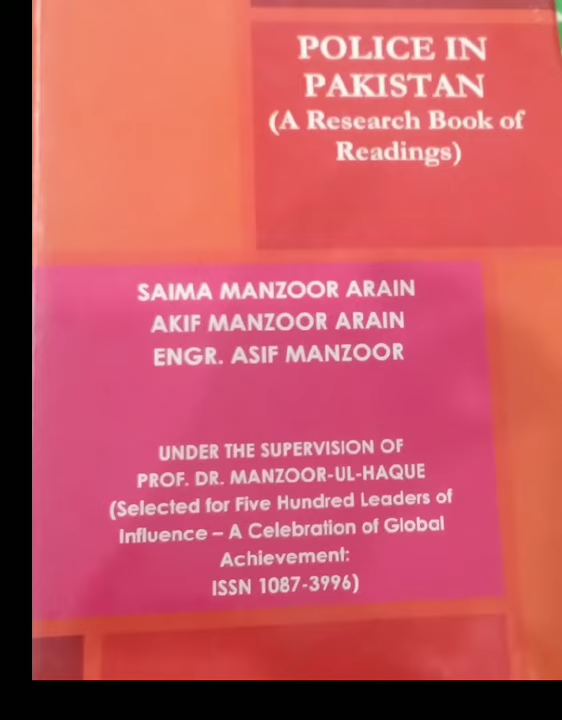 POLICE IN
PAKISTAN
(A Research Book of
Readings)
SAIMA MANZOOR ARAIN
AKIF MANZOOR ARAIN
ENGR. ASIF MANZOOR
UNDER THE SUPERVISION OF
PROF. DR. MANZOOR-UL-HAQUE
(Selected for Five Hundred Leaders of
Influence – A Celebration of Global
Achievement:
ISSN 1087-3996)